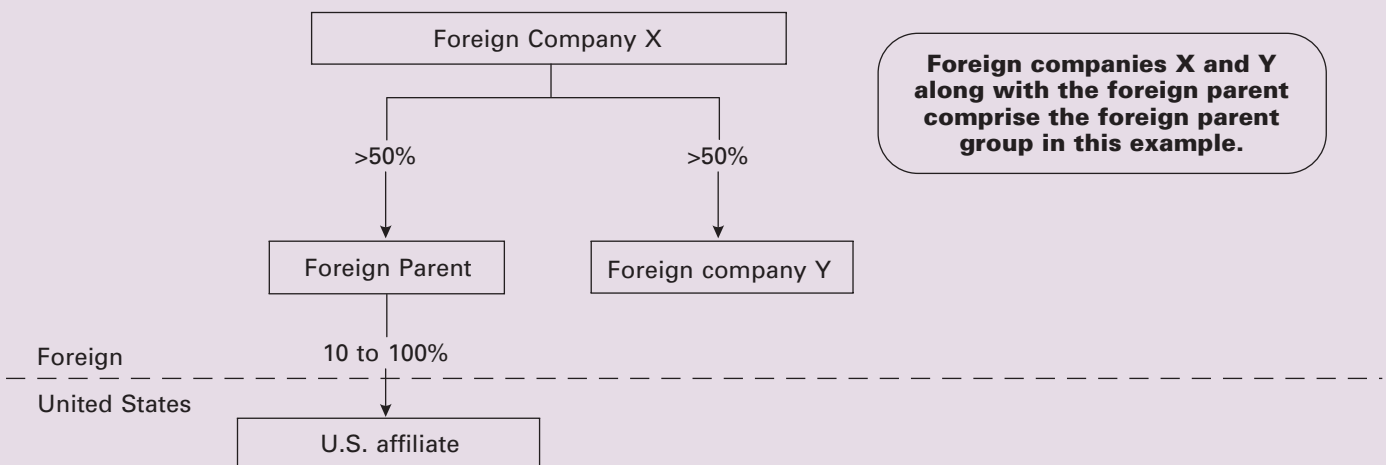 Foreign Company X
Foreign companies X and Y
along with the foreign parent
comprise the foreign parent
group in this example.
>50%
>50%
Foreign Parent
Foreign company Y
Foreign
10 to 100%
United States
U.S. affiliate